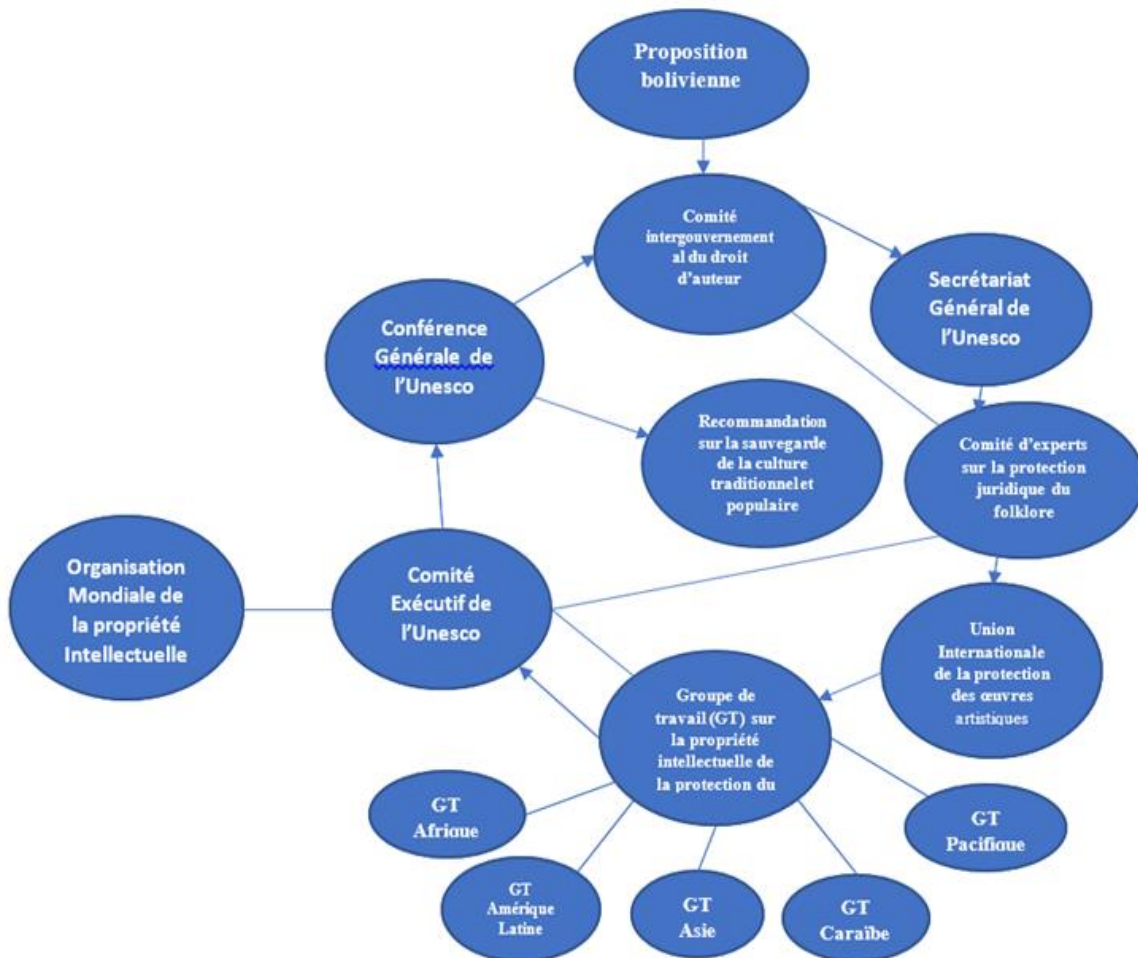 Proposition
bolivienne
Comité
intergouvernement
al du droit
d'auteur
Secrétariat
Général de
l'Unesco
Conférence
Générale de
l'Unesco
Recommandation
sur la sauvegarde
de la culture
traditionnel et
populaire
Comité d'experts
sur la protection
juridique du
folklore
Organisation
Mondiale de
la propriété
Intellectuelle
Comité
Exécutif de
l'Unesco
Union
Internationale
de la protection
des œuvres
artistiques
Groupe de
travail (GT) sur
la propriété
intellectuelle de
la protection du
GT
Afrique
GT
Pacifique
GT
Amérique
Latine
GT
Asie
GT
Caraïbe